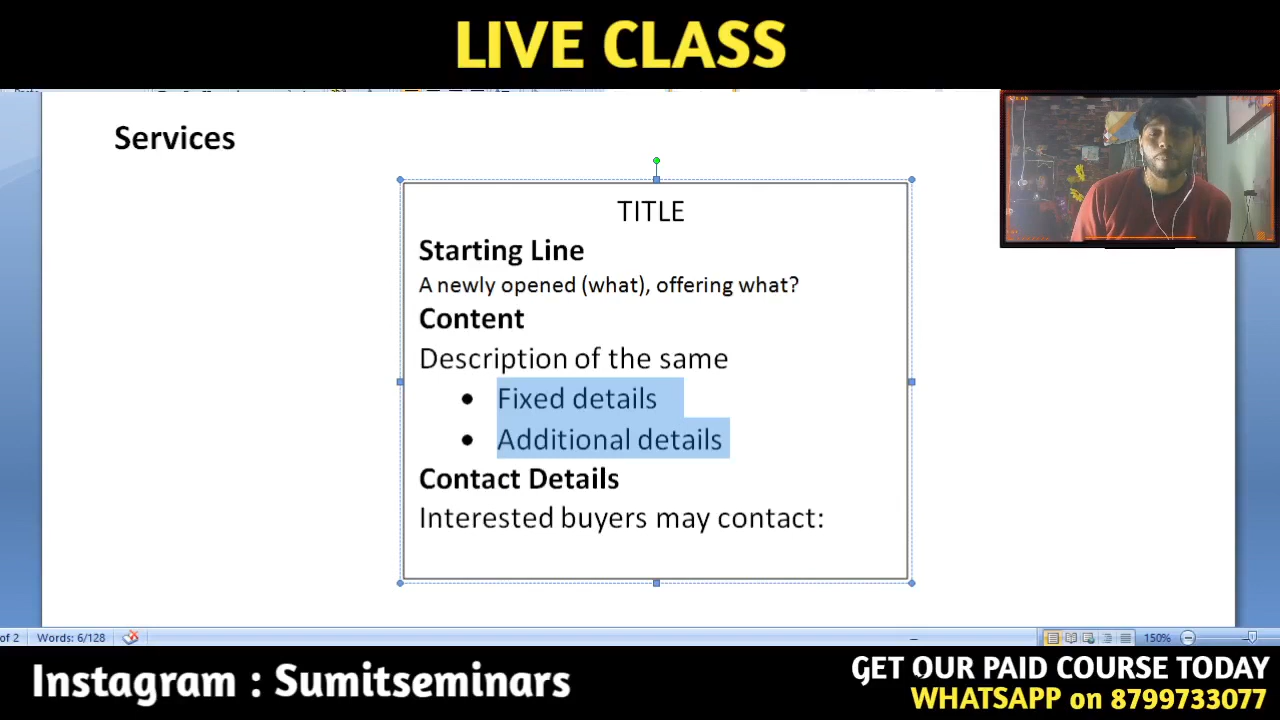 LIVE CLASS
Services
TITLE
Starting Line
A newly opened (what), offering what?
Content
Description of the same
• Fixed details
• Additional details
Contact Details
Interested buyers may contact:
of 2 Words: 6/128 150%
Instagram : Sumitseminars
GET OUR PAID COURSE TODAY
WHATSAPP on 8799733077